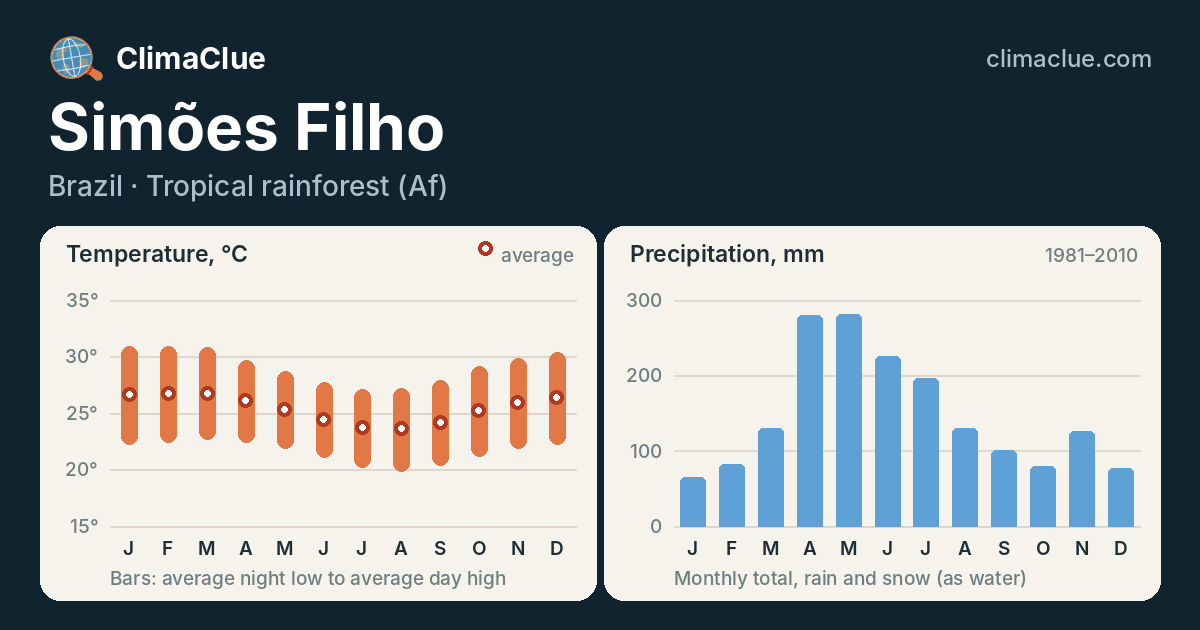 ClimaClue
climaclue.com
Simões Filho
Brazil · Tropical rainforest (Af)
Temperature, °C
average
35°
30°
25°
20°
15°
J F M A M J J A S O N D
Bars: average night low to average day high
Precipitation, mm
1981–2010
300
200
100
0
J F M A M J J A S O N D
Monthly total, rain and snow (as water)